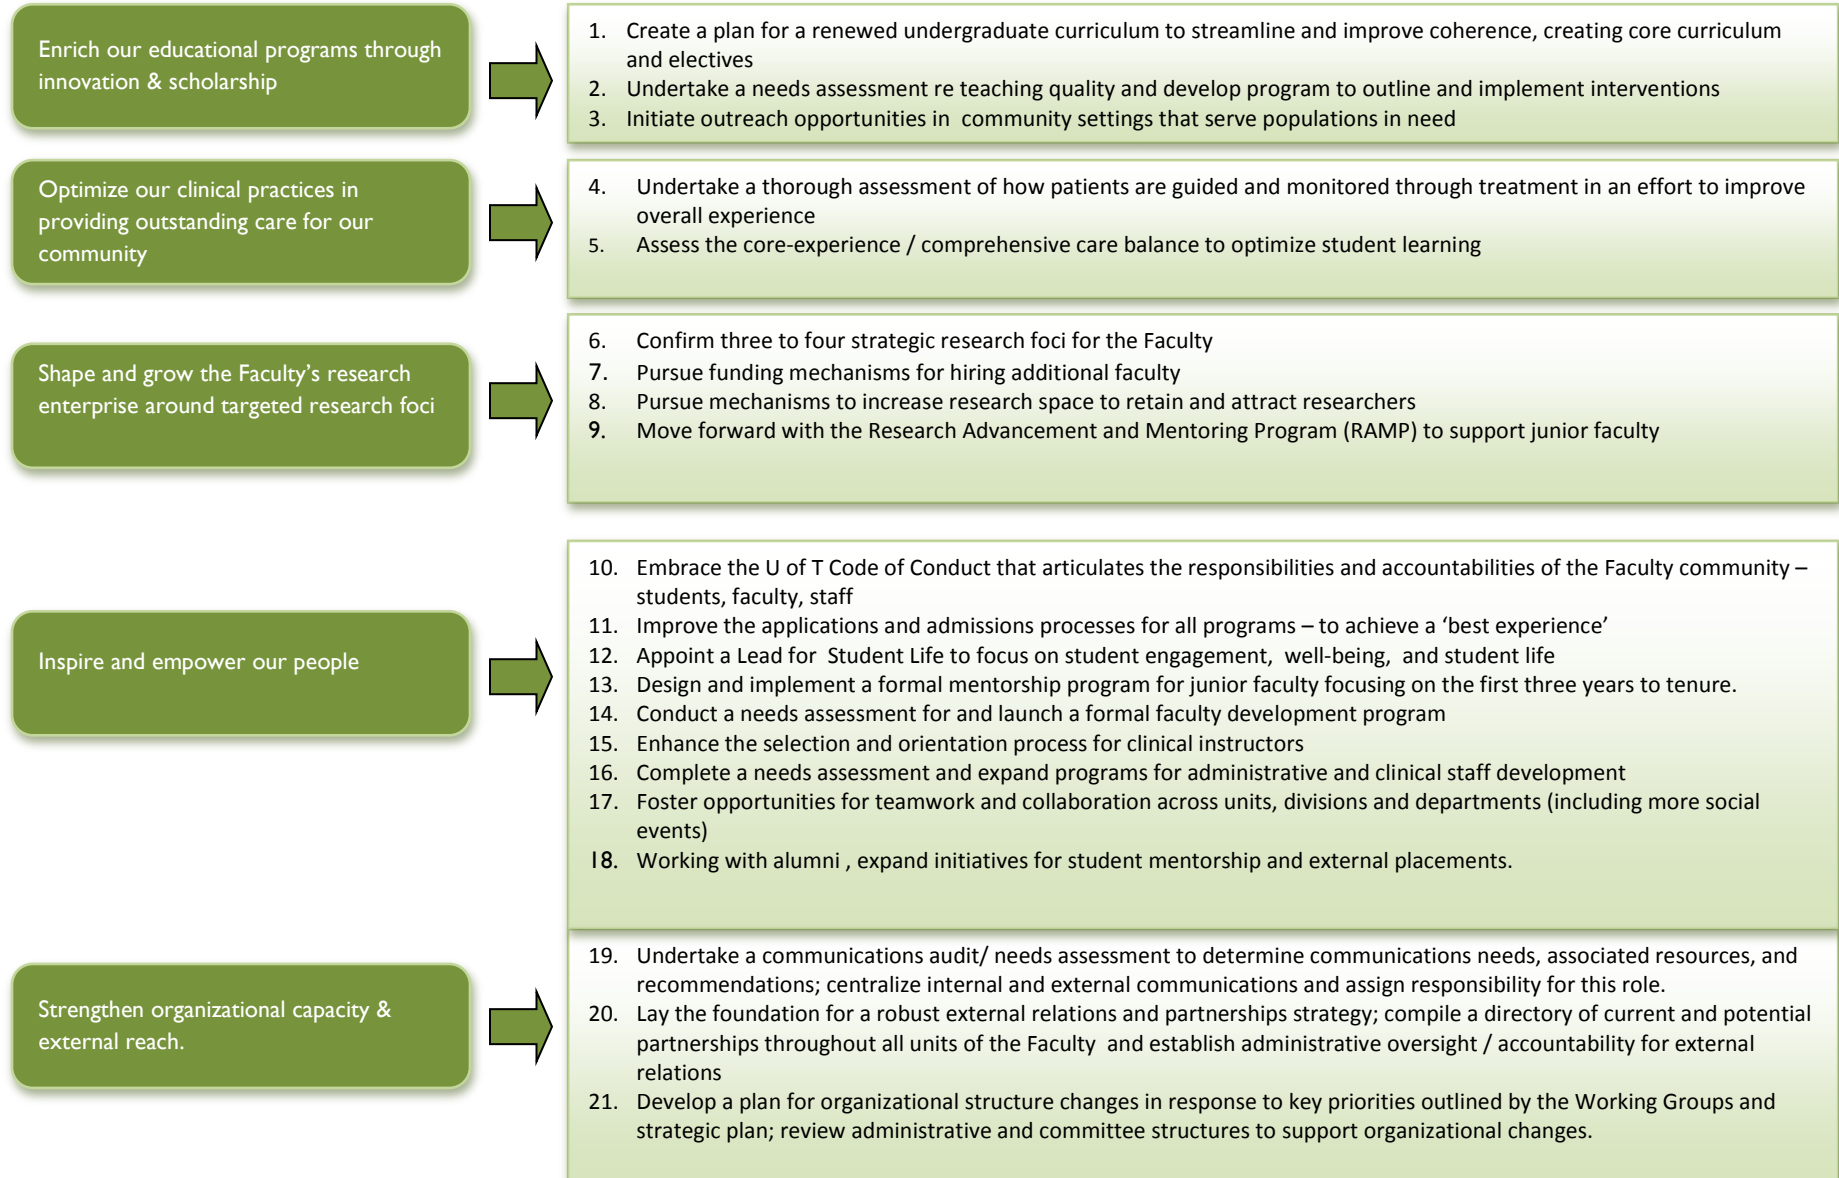 Enrich our educational programs through
innovation & scholarship
1. Create a plan for a renewed undergraduate curriculum to streamline and improve coherence, creating core curriculum
and electives
2. Undertake a needs assessment re teaching quality and develop program to outline and implement interventions
3. Initiate outreach opportunities in community settings that serve populations in need
Optimize our clinical practices in
providing outstanding care for our
community
4. Undertake a thorough assessment of how patients are guided and monitored through treatment in an effort to improve
overall experience
5. Assess the core-experience / comprehensive care balance to optimize student learning
Shape and grow the Faculty’s research
enterprise around targeted research foci
6. Confirm three to four strategic research foci for the Faculty
7. Pursue funding mechanisms for hiring additional faculty
8. Pursue mechanisms to increase research space to retain and attract researchers
9. Move forward with the Research Advancement and Mentoring Program (RAMP) to support junior faculty
Inspire and empower our people
10. Embrace the U of T Code of Conduct that articulates the responsibilities and accountabilities of the Faculty community –
students, faculty, staff
11. Improve the applications and admissions processes for all programs – to achieve a ‘best experience’
12. Appoint a Lead for Student Life to focus on student engagement, well-being, and student life
13. Design and implement a formal mentorship program for junior faculty focusing on the first three years to tenure.
14. Conduct a needs assessment for and launch a formal faculty development program
15. Enhance the selection and orientation process for clinical instructors
16. Complete a needs assessment and expand programs for administrative and clinical staff development
17. Foster opportunities for teamwork and collaboration across units, divisions and departments (including more social
events)
18. Working with alumni , expand initiatives for student mentorship and external placements.
Strengthen organizational capacity &
external reach.
19. Undertake a communications audit/ needs assessment to determine communications needs, associated resources, and
recommendations; centralize internal and external communications and assign responsibility for this role.
20. Lay the foundation for a robust external relations and partnerships strategy; compile a directory of current and potential
partnerships throughout all units of the Faculty and establish administrative oversight / accountability for external
relations
21. Develop a plan for organizational structure changes in response to key priorities outlined by the Working Groups and
strategic plan; review administrative and committee structures to support organizational changes.